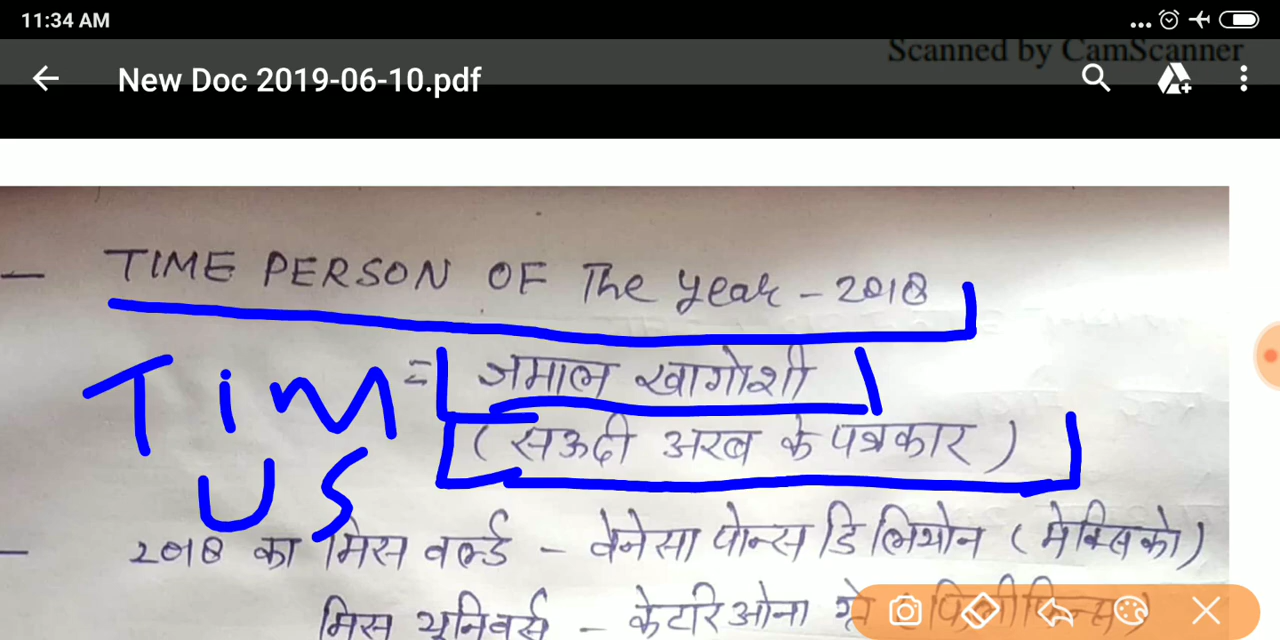 11:34 AM
Scanned by CamScanner
New Doc 2019-06-10.pdf
— TIME PERSON OF The year - 2018
= जमाल खागोशी
TiM
(सऊदी अरब के पत्रकार)
US
— 2018 का मिस वर्ल्ड - वेनेसा पोन्स डि लियोन (मेक्सिको)
मिस यूनिवर्स - केटरिओना ग्रे